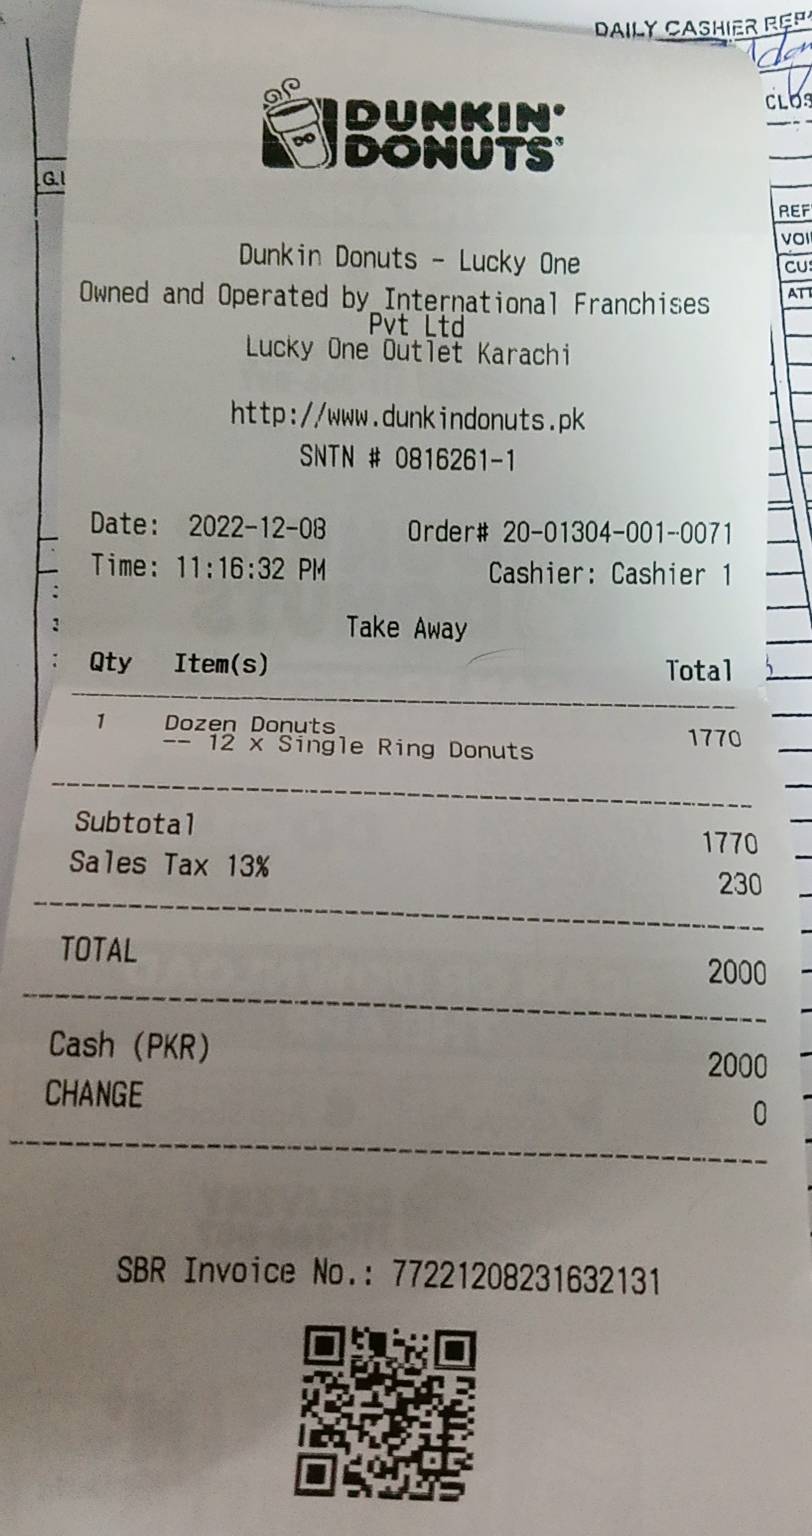 DAILY CASHIER REP
CLOS
G.I
REF
VOI
CUS
ATT
DUNKIN'
DONUTS
Dunkin Donuts - Lucky One
Owned and Operated by International Franchises
Pvt Ltd
Lucky One Outlet Karachi
http://www.dunkindonuts.pk
SNTN # 0816261-1
Date: 2022-12-08 Order# 20-01304-001-0071
Time: 11:16:32 PM Cashier: Cashier 1
Take Away
Qty Item(s) Total
1 Dozen Donuts 1770
-- 12 x Single Ring Donuts
Subtotal 1770
Sales Tax 13% 230
TOTAL 2000
Cash (PKR) 2000
CHANGE 0
SBR Invoice No.: 77221208231632131